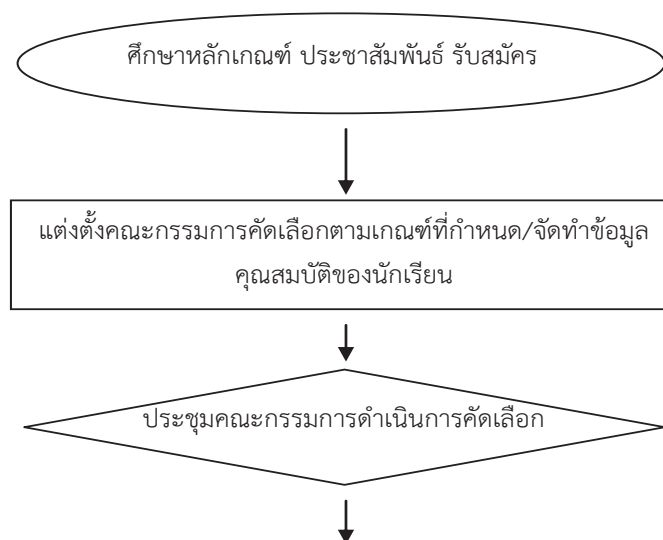 ศึกษาหลักเกณฑ์ ประชาสัมพันธ์ รับสมัคร
แต่งตั้งคณะกรรมการคัดเลือกตามเกณฑ์ที่กำหนด/จัดทำข้อมูล
คุณสมบัติของนักเรียน
ประชุมคณะกรรมการดำเนินการคัดเลือก